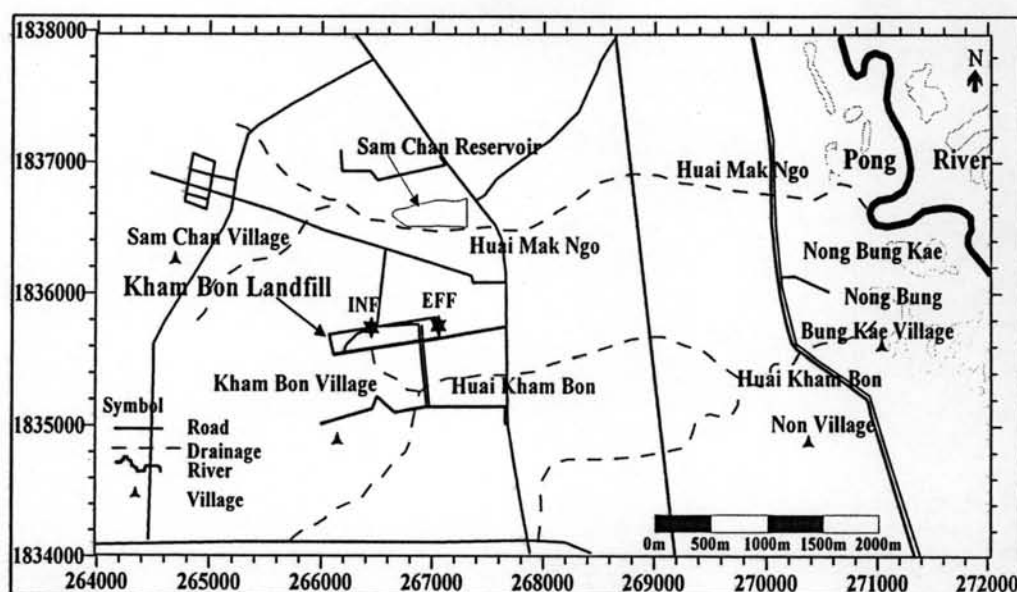 1838000
N
1837000
Sam Chan Reservoir
Huai Mak Ngo
Pong River
Sam Chan Village
Huai Mak Ngo
Nong Bung Kae
1836000
Kham Bon Landfill
INF
EFF
Nong Bung
Bung Kae Village
Kham Bon Village
Huai Kham Bon
Huai Kham Bon
Symbol
1835000
Road
Non Village
Drainage
River
Village
0m 500m 1000m 1500m 2000m
1834000
264000 265000 266000 267000 268000 269000 270000 271000 272000